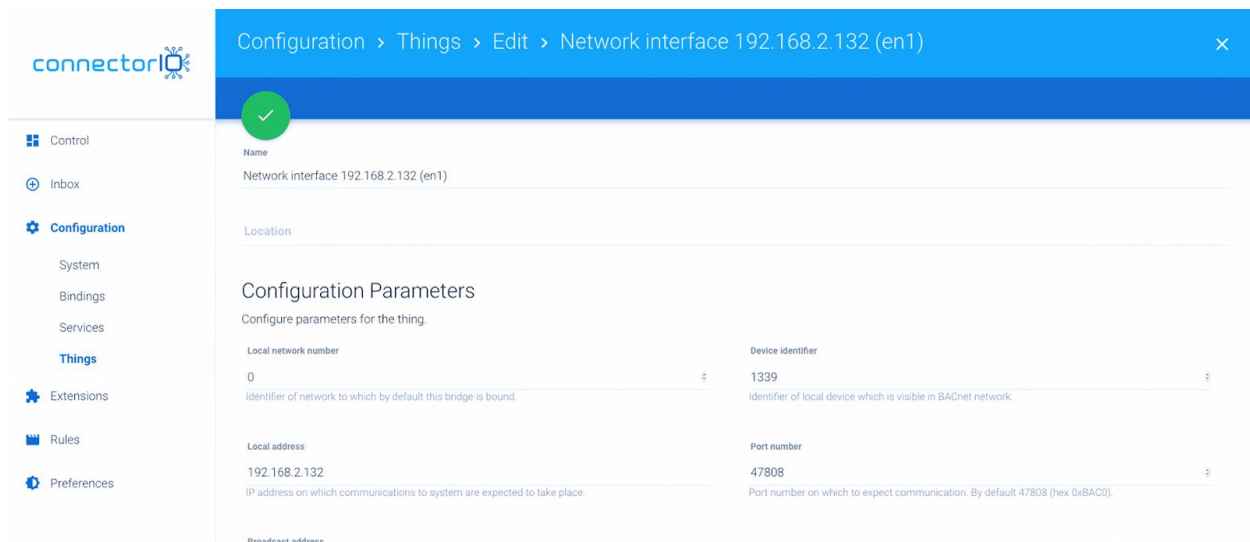 connectorIO
Configuration > Things > Edit > Network interface 192.168.2.132 (en1)
Control
Inbox
Configuration
System
Bindings
Services
Things
Extensions
Rules
Preferences
Name
Network interface 192.168.2.132 (en1)
Location
Configuration Parameters
Configure parameters for the thing.
Local network number
0
Identifier of network to which by default this bridge is bound.
Device identifier
1339
Identifier of local device which is visible in BACnet network.
Local address
192.168.2.132
IP address on which communications to system are expected to take place.
Port number
47808
Port number on which to expect communication. By default 47808 (hex 0xBAC0).
Broadcast address